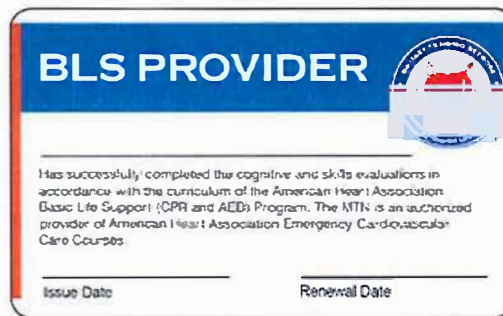 BLS PROVIDER
Has successfully completed the cognitive and skills evaluations in
accordance with the curriculum of the American Heart Association
Basic Life Support (CPR and AED) Program. The MTN is an authorized
provider of American Heart Association Emergency Cardiovascular
Care Courses
Issue Date Renewal Date